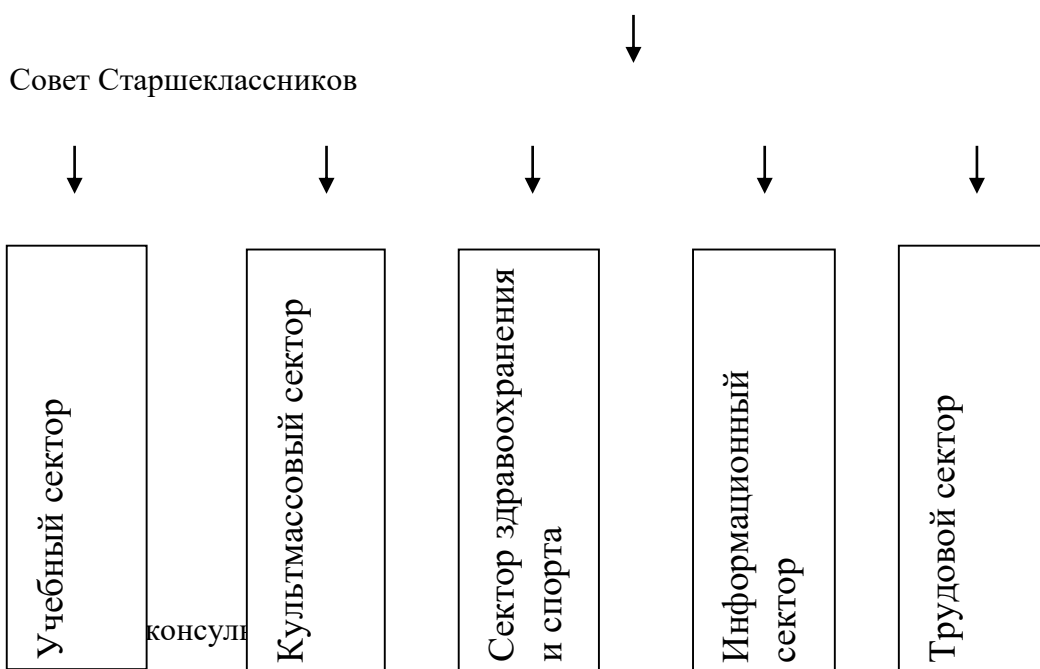 Совет Старшеклассников
Учебный сектор
Культмассовый сектор
Сектор здравоохранения
и спорта
Информационный
сектор
Трудовой сектор